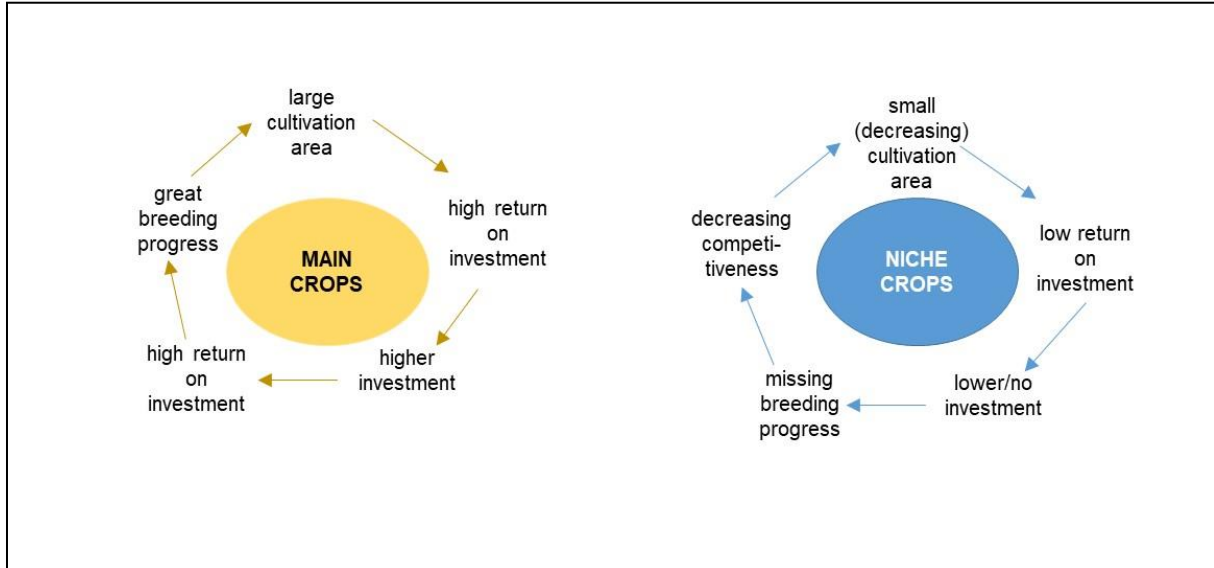 large
cultivation
area
high return
on
investment
higher
investment
high return
on
investment
great
breeding
progress
MAIN
CROPS
small
(decreasing)
cultivation
area
low return
on
investment
lower/no
investment
missing
breeding
progress
decreasing
competi-
tiveness
NICHE
CROPS